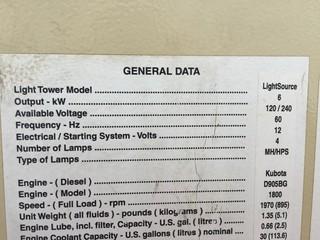 GENERAL DATA
Light Tower Model ........ LightSource
Output - kW ........ 6
Available Voltage ........ 120 / 240
Frequency - Hz ........ 60
Electrical / Starting System - Volts ........ 12
Number of Lamps ........ 4
Type of Lamps ........ MH/HPS
Engine - ( Diesel ) ........ Kubota
Engine - ( Model ) ........ D905BG
Speed - ( Full Load ) - rpm ........ 1800
Unit Weight ( all fluids ) - pounds ( kilograms ) ........ 1970 (895)
Engine Lube, incl. filter, Capacity - U.S. gal. ( litres ) ........ 1.35 (5.1)
Engine Coolant Capacity - U.S. gallons ( litres ) nominal .... 0.66 (2.5)
30 (113.6)